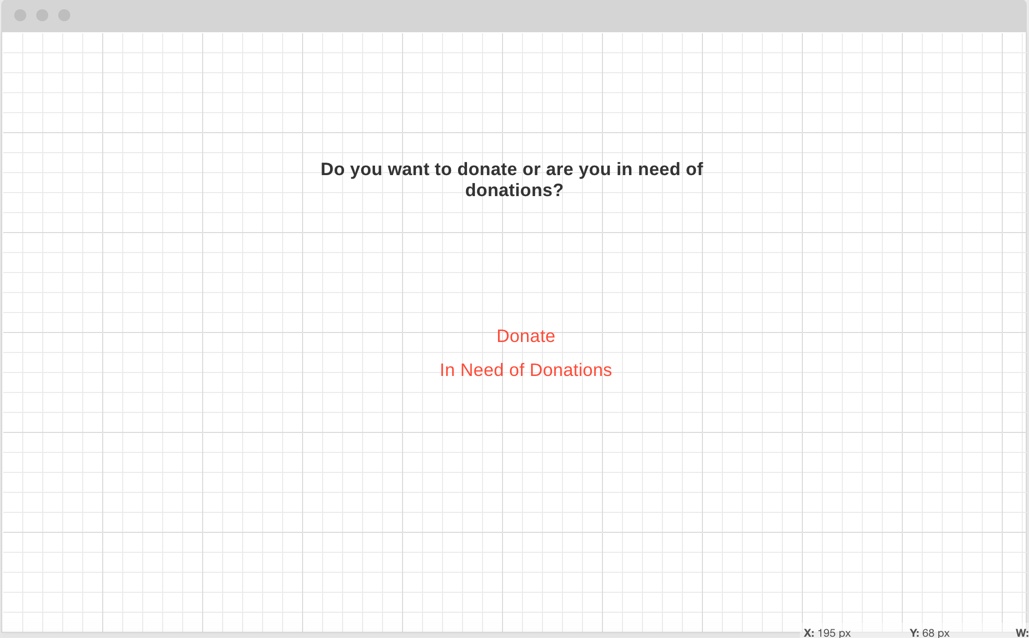 Do you want to donate or are you in need of
donations?
Donate
In Need of Donations
X: 195 px Y: 68 px W: